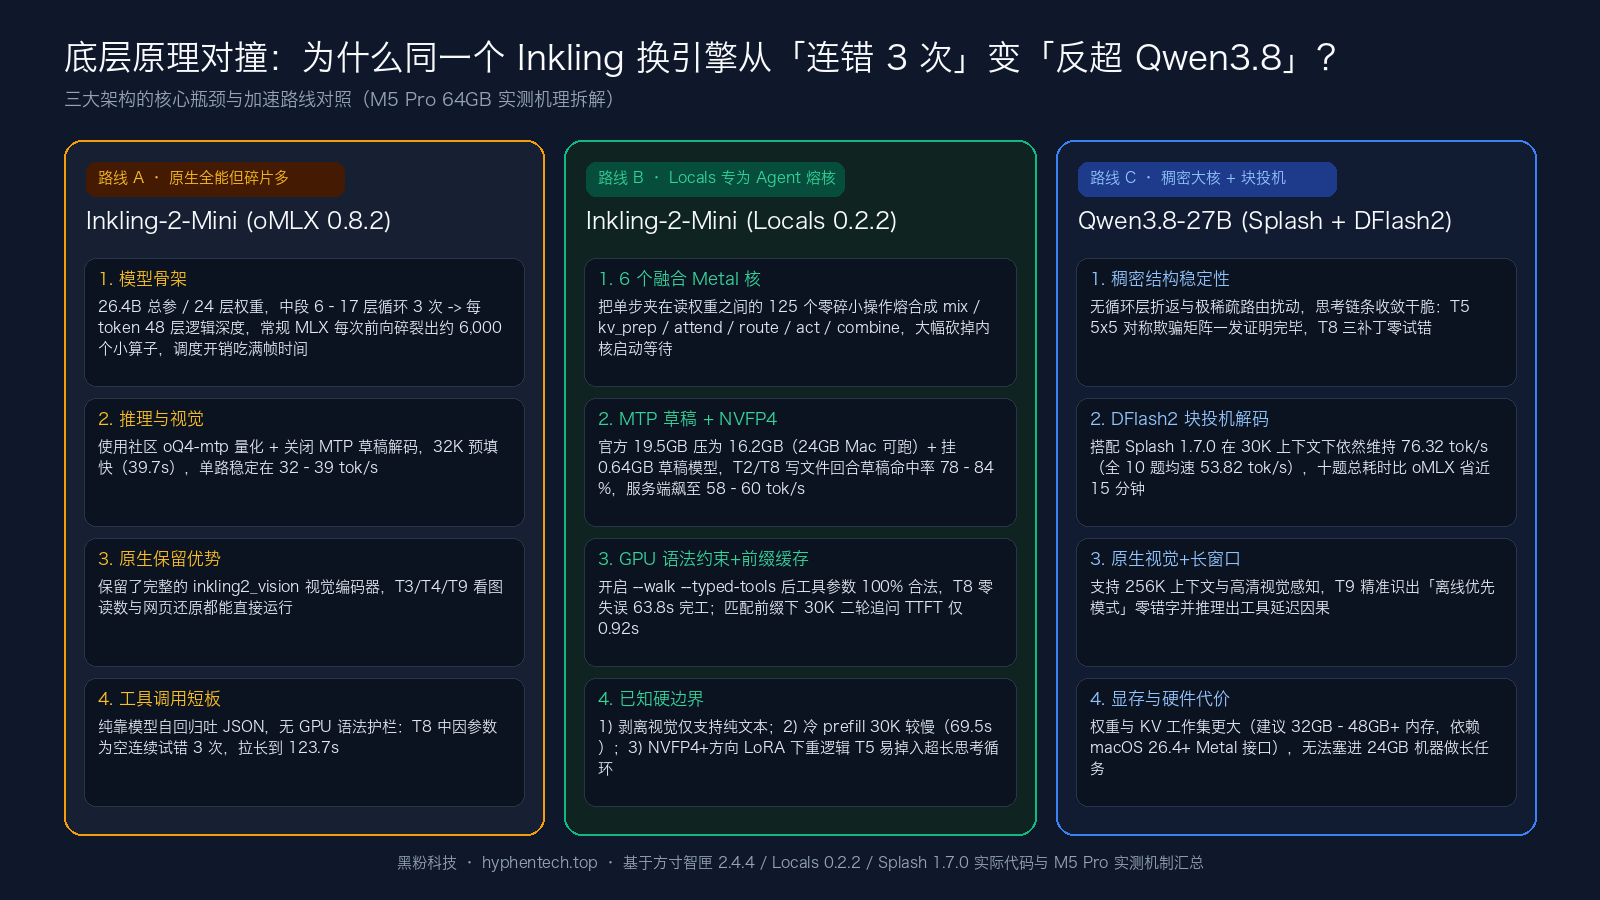 底层原理对撞：为什么同一个 Inkling 换引擎从「连错 3 次」变「反超 Qwen3.8」？
三大架构的核心瓶颈与加速路线对照（M5 Pro 64GB 实测机理拆解）
路线 A · 原生全能但碎片多
Inkling-2-Mini (oMLX 0.8.2)
1. 模型骨架
26.4B 总参 / 24 层权重，中段 6 - 17 层循环 3 次 -> 每
token 48 层逻辑深度，常规 MLX 每次前向碎裂出约 6,000
个小算子，调度开销吃满帧时间
2. 推理与视觉
使用社区 oQ4-mtp 量化 + 关闭 MTP 草稿解码，32K 预填
快（39.7s），单路稳定在 32 - 39 tok/s
3. 原生保留优势
保留了完整的 inkling2_vision 视觉编码器，T3/T4/T9 看图
读数与网页还原都能直接运行
4. 工具调用短板
纯靠模型自回归吐 JSON，无 GPU 语法护栏：T8 中因参数
为空连续试错 3 次，拉长到 123.7s
路线 B · Locals 专为 Agent 熔核
Inkling-2-Mini (Locals 0.2.2)
1. 6 个融合 Metal 核
把单步夹在读权重之间的 125 个零碎小操作熔合成 mix /
kv_prep / attend / route / act / combine，大幅砍掉内
核启动等待
2. MTP 草稿 + NVFP4
官方 19.5GB 压为 16.2GB（24GB Mac 可跑）+ 挂
0.64GB 草稿模型，T2/T8 写文件回合草稿命中率 78 - 84
%，服务端飙至 58 - 60 tok/s
3. GPU 语法约束+前缀缓存
开启 --walk --typed-tools 后工具参数 100% 合法，T8 零
失误 63.8s 完工；匹配前缀下 30K 二轮追问 TTFT 仅
0.92s
4. 已知硬边界
1) 剥离视觉仅支持纯文本；2) 冷 prefill 30K 较慢（69.5s
）；3) NVFP4+方向 LoRA 下重逻辑 T5 易掉入超长思考循
环
路线 C · 稠密大核 + 块投机
Qwen3.8-27B (Splash + DFlash2)
1. 稠密结构稳定性
无循环层折返与极稀疏路由扰动，思考链条收敛干脆：T5
5x5 对称欺骗矩阵一发证明完毕，T8 三补丁零试错
2. DFlash2 块投机解码
搭配 Splash 1.7.0 在 30K 上下文下依然维持 76.32 tok/s
（全 10 题均速 53.82 tok/s），十题总耗时比 oMLX 省近
15 分钟
3. 原生视觉+长窗口
支持 256K 上下文与高清视觉感知，T9 精准识出「离线优先
模式」零错字并推理出工具延迟因果
4. 显存与硬件代价
权重与 KV 工作集更大（建议 32GB - 48GB+ 内存，依赖
macOS 26.4+ Metal 接口），无法塞进 24GB 机器做长任
务
黑粉科技 · hyphentech.top · 基于方寸智匣 2.4.4 / Locals 0.2.2 / Splash 1.7.0 实际代码与 M5 Pro 实测机制汇总